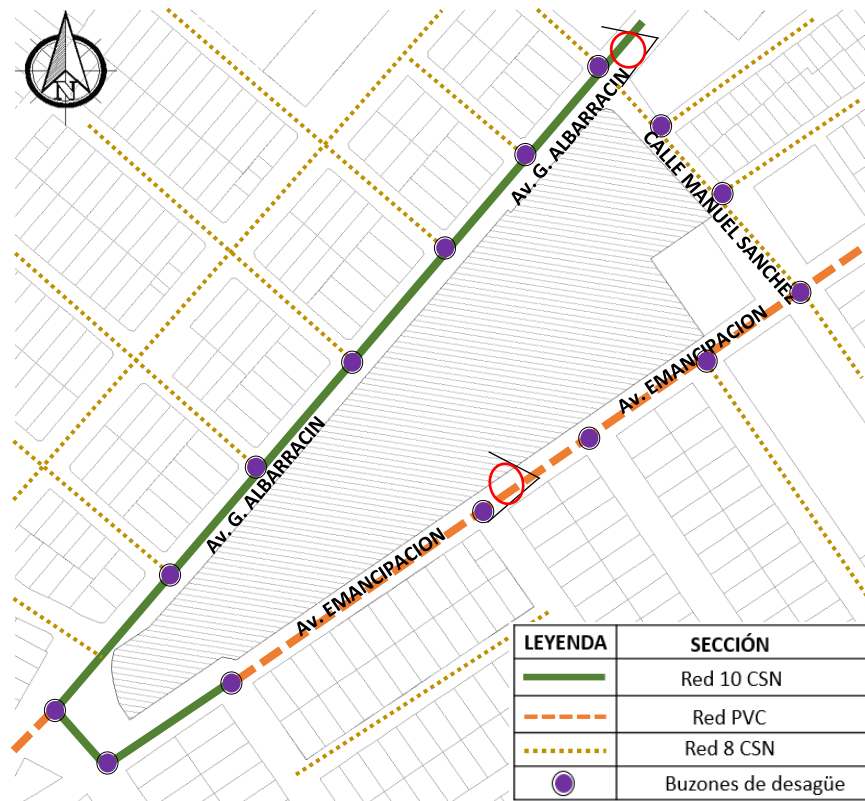 N
Av. G. ALBARRACIN
CALLE MANUEL SANCHEZ
Av. EMANCIPACION
Av. G. ALBARRACIN
Av. EMANCIPACION
LEYENDA SECCIÓN
Red 10 CSN
Red PVC
Red 8 CSN
Buzones de desagüe